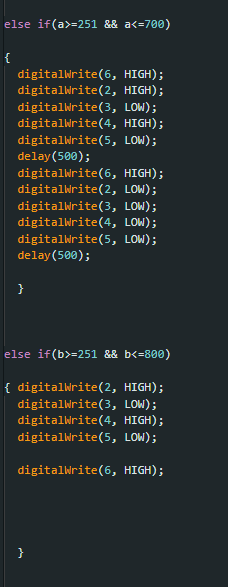 else if(a>=251 && a<=700)
{
digitalWrite(6, HIGH);
digitalWrite(2, HIGH);
digitalWrite(3, LOW);
digitalWrite(4, HIGH);
digitalWrite(5, LOW);
delay(500);
digitalWrite(6, HIGH);
digitalWrite(2, LOW);
digitalWrite(3, LOW);
digitalWrite(4, LOW);
digitalWrite(5, LOW);
delay(500);
}
else if(b>=251 && b<=800)
{ digitalWrite(2, HIGH);
digitalWrite(3, LOW);
digitalWrite(4, HIGH);
digitalWrite(5, LOW);
digitalWrite(6, HIGH);
}